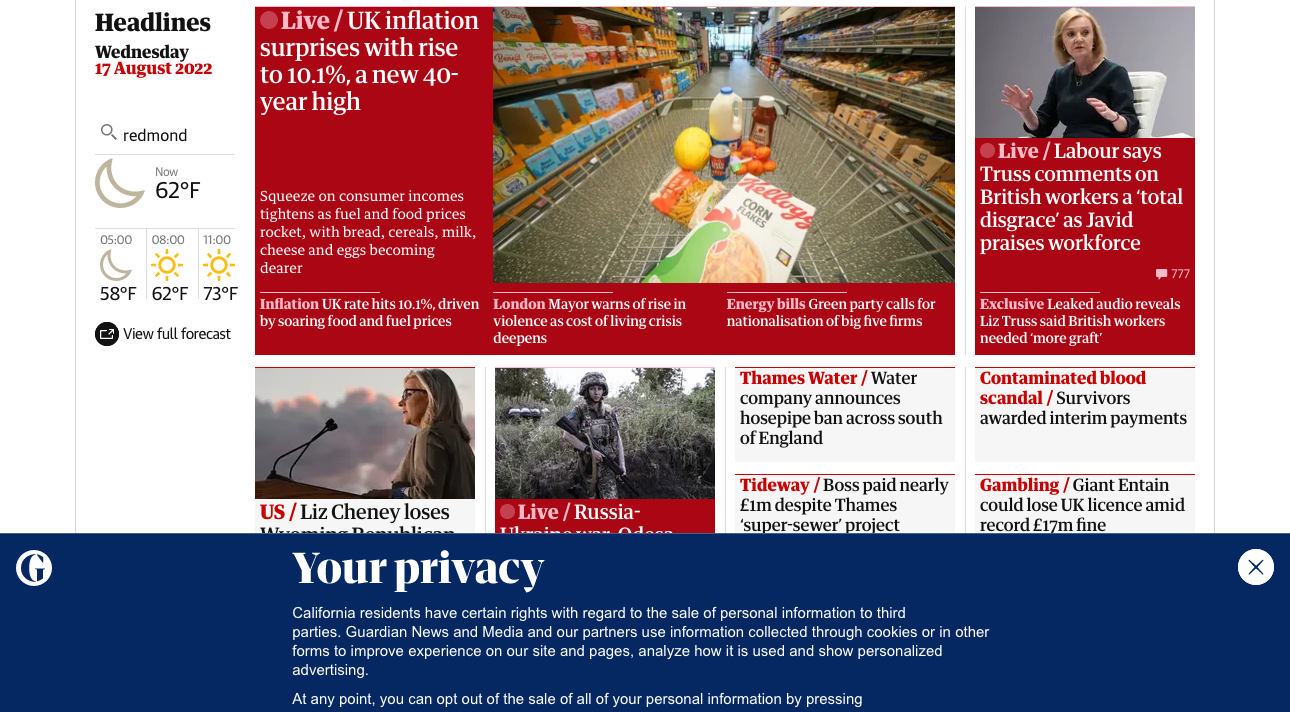 Headlines
Wednesday
17 August 2022
redmond
Now
62°F
05:00
08:00
11:00
58°F
62°F
73°F
View full forecast
Live / UK inflation
surprises with rise
to 10.1%, a new 40-
year high
Squeeze on consumer incomes
tightens as fuel and food prices
rocket, with bread, cereals, milk,
cheese and eggs becoming
dearer
Kellogg's
CORN
FLAKES
Inflation UK rate hits 10.1%, driven
by soaring food and fuel prices
London Mayor warns of rise in
violence as cost of living crisis
deepens
Energy bills Green party calls for
nationalisation of big five firms
Live / Labour says
Truss comments on
British workers a ‘total
disgrace’ as Javid
praises workforce
777
Exclusive Leaked audio reveals
Liz Truss said British workers
needed ‘more graft’
US / Liz Cheney loses
Wyoming Republican
Live / Russia-
Ukraine war: Odesa
Thames Water / Water
company announces
hosepipe ban across south
of England
Contaminated blood
scandal / Survivors
awarded interim payments
Tideway / Boss paid nearly
£1m despite Thames
‘super-sewer’ project
Gambling / Giant Entain
could lose UK licence amid
record £17m fine
G
Your privacy
California residents have certain rights with regard to the sale of personal information to third
parties. Guardian News and Media and our partners use information collected through cookies or in other
forms to improve experience on our site and pages, analyze how it is used and show personalized
advertising.
At any point, you can opt out of the sale of all of your personal information by pressing